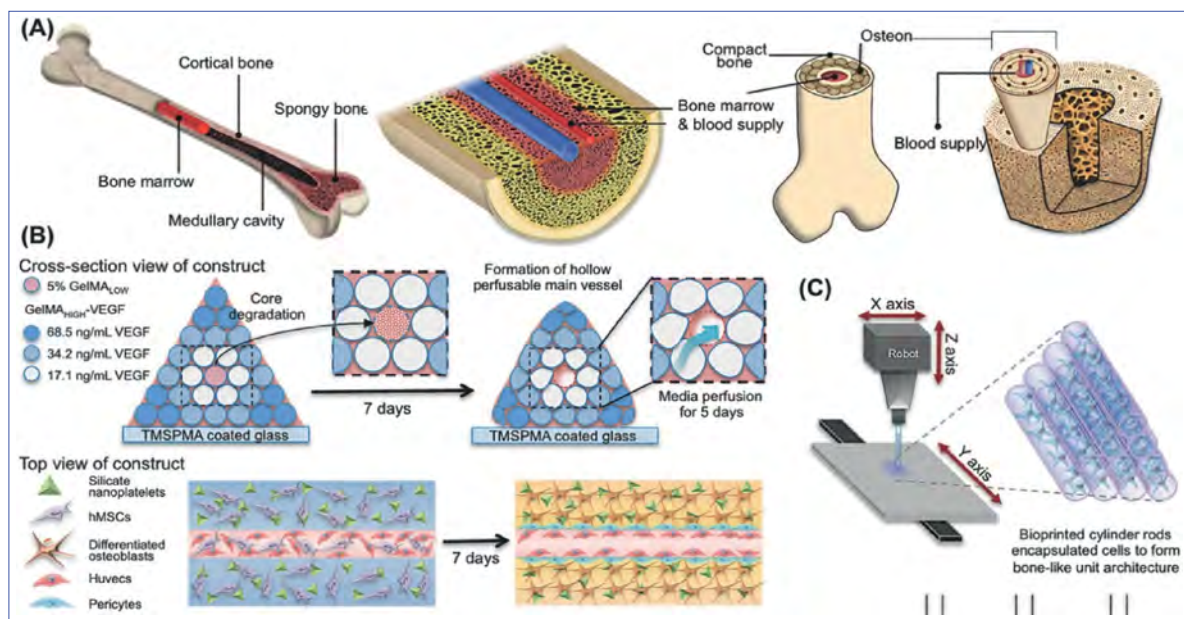 (A)
Cortical bone
Spongy bone
Bone marrow
Medullary cavity
Bone marrow
& blood supply
Compact
bone
Osteon
Blood supply
(B)
Cross-section view of construct
5% GelMALOW
GelMAHIGH-VEGF
68.5 ng/mL VEGF
34.2 ng/mL VEGF
17.1 ng/mL VEGF
Core
degradation
7 days
TMSPMA coated glass
Formation of hollow
perfusable main vessel
Media perfusion
for 5 days
TMSPMA coated glass
Top view of construct
Silicate
nanoplatelets
hMSCs
Differentiated
osteoblasts
Huvecs
Pericytes
7 days
(C)
X axis
Z axis
Robot
Y axis
Bioprinted cylinder rods
encapsulated cells to form
bone-like unit architecture